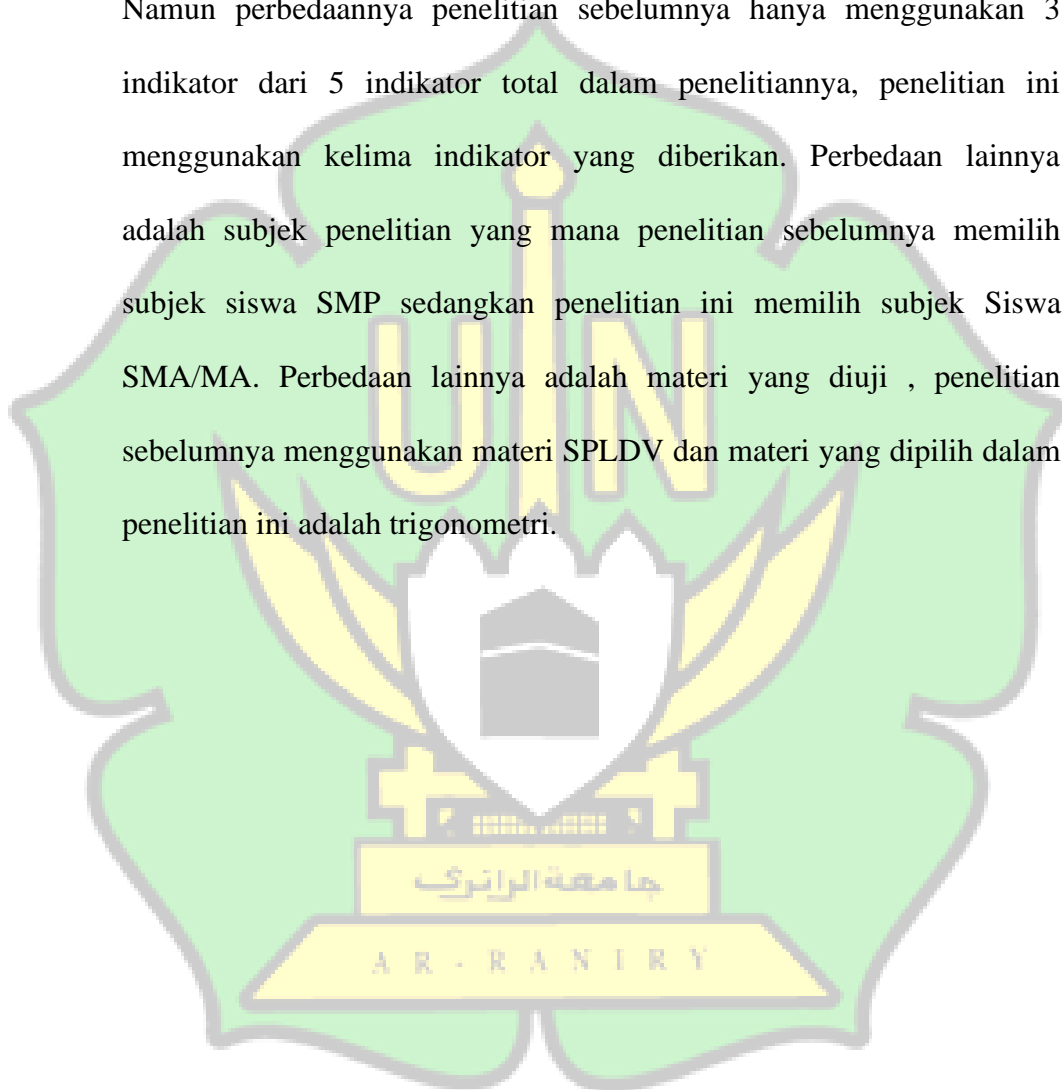 Namun perbedaannya penelitian sebelumnya hanya menggunakan 3
indikator dari 5 indikator total dalam penelitiannya, penelitian ini
menggunakan kelima indikator yang diberikan. Perbedaan lainnya
adalah subjek penelitian yang mana penelitian sebelumnya memilih
subjek siswa SMP sedangkan penelitian ini memilih subjek Siswa
SMA/MA. Perbedaan lainnya adalah materi yang diuji , penelitian
sebelumnya menggunakan materi SPLDV dan materi yang dipilih dalam
penelitian ini adalah trigonometri.
UIN
جامعة الرانري
AR-RANIRY